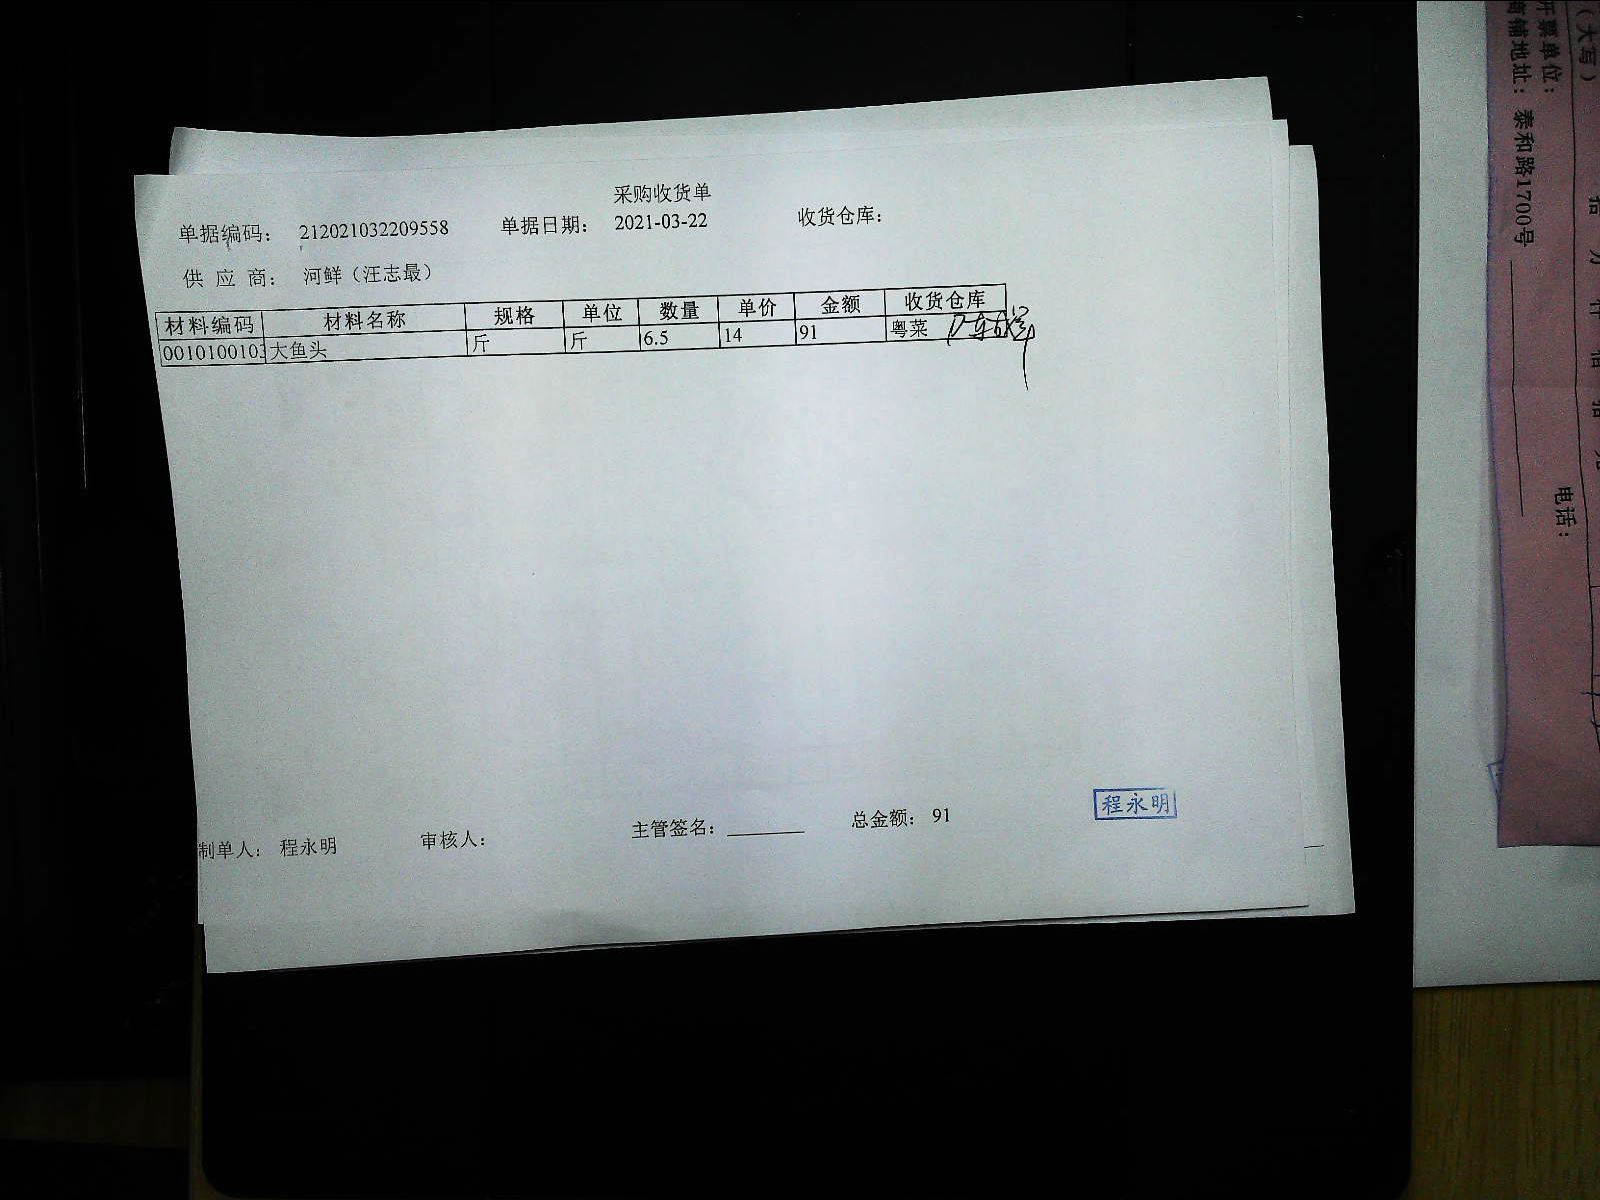 采购收货单
单据编码： 212021032209558 单据日期： 2021-03-22 收货仓库：
供 应 商： 河鲜（汪志最）
材料编码 材料名称 规格 单位 数量 单价 金额 收货仓库
0010100103 大鱼头 斤 斤 6.5 14 91 粤菜
制单人： 程永明 审核人： 主管签名： 总金额： 91
程永明
（大写）
开票单位：
商铺地址： 泰和路1700号
电话：